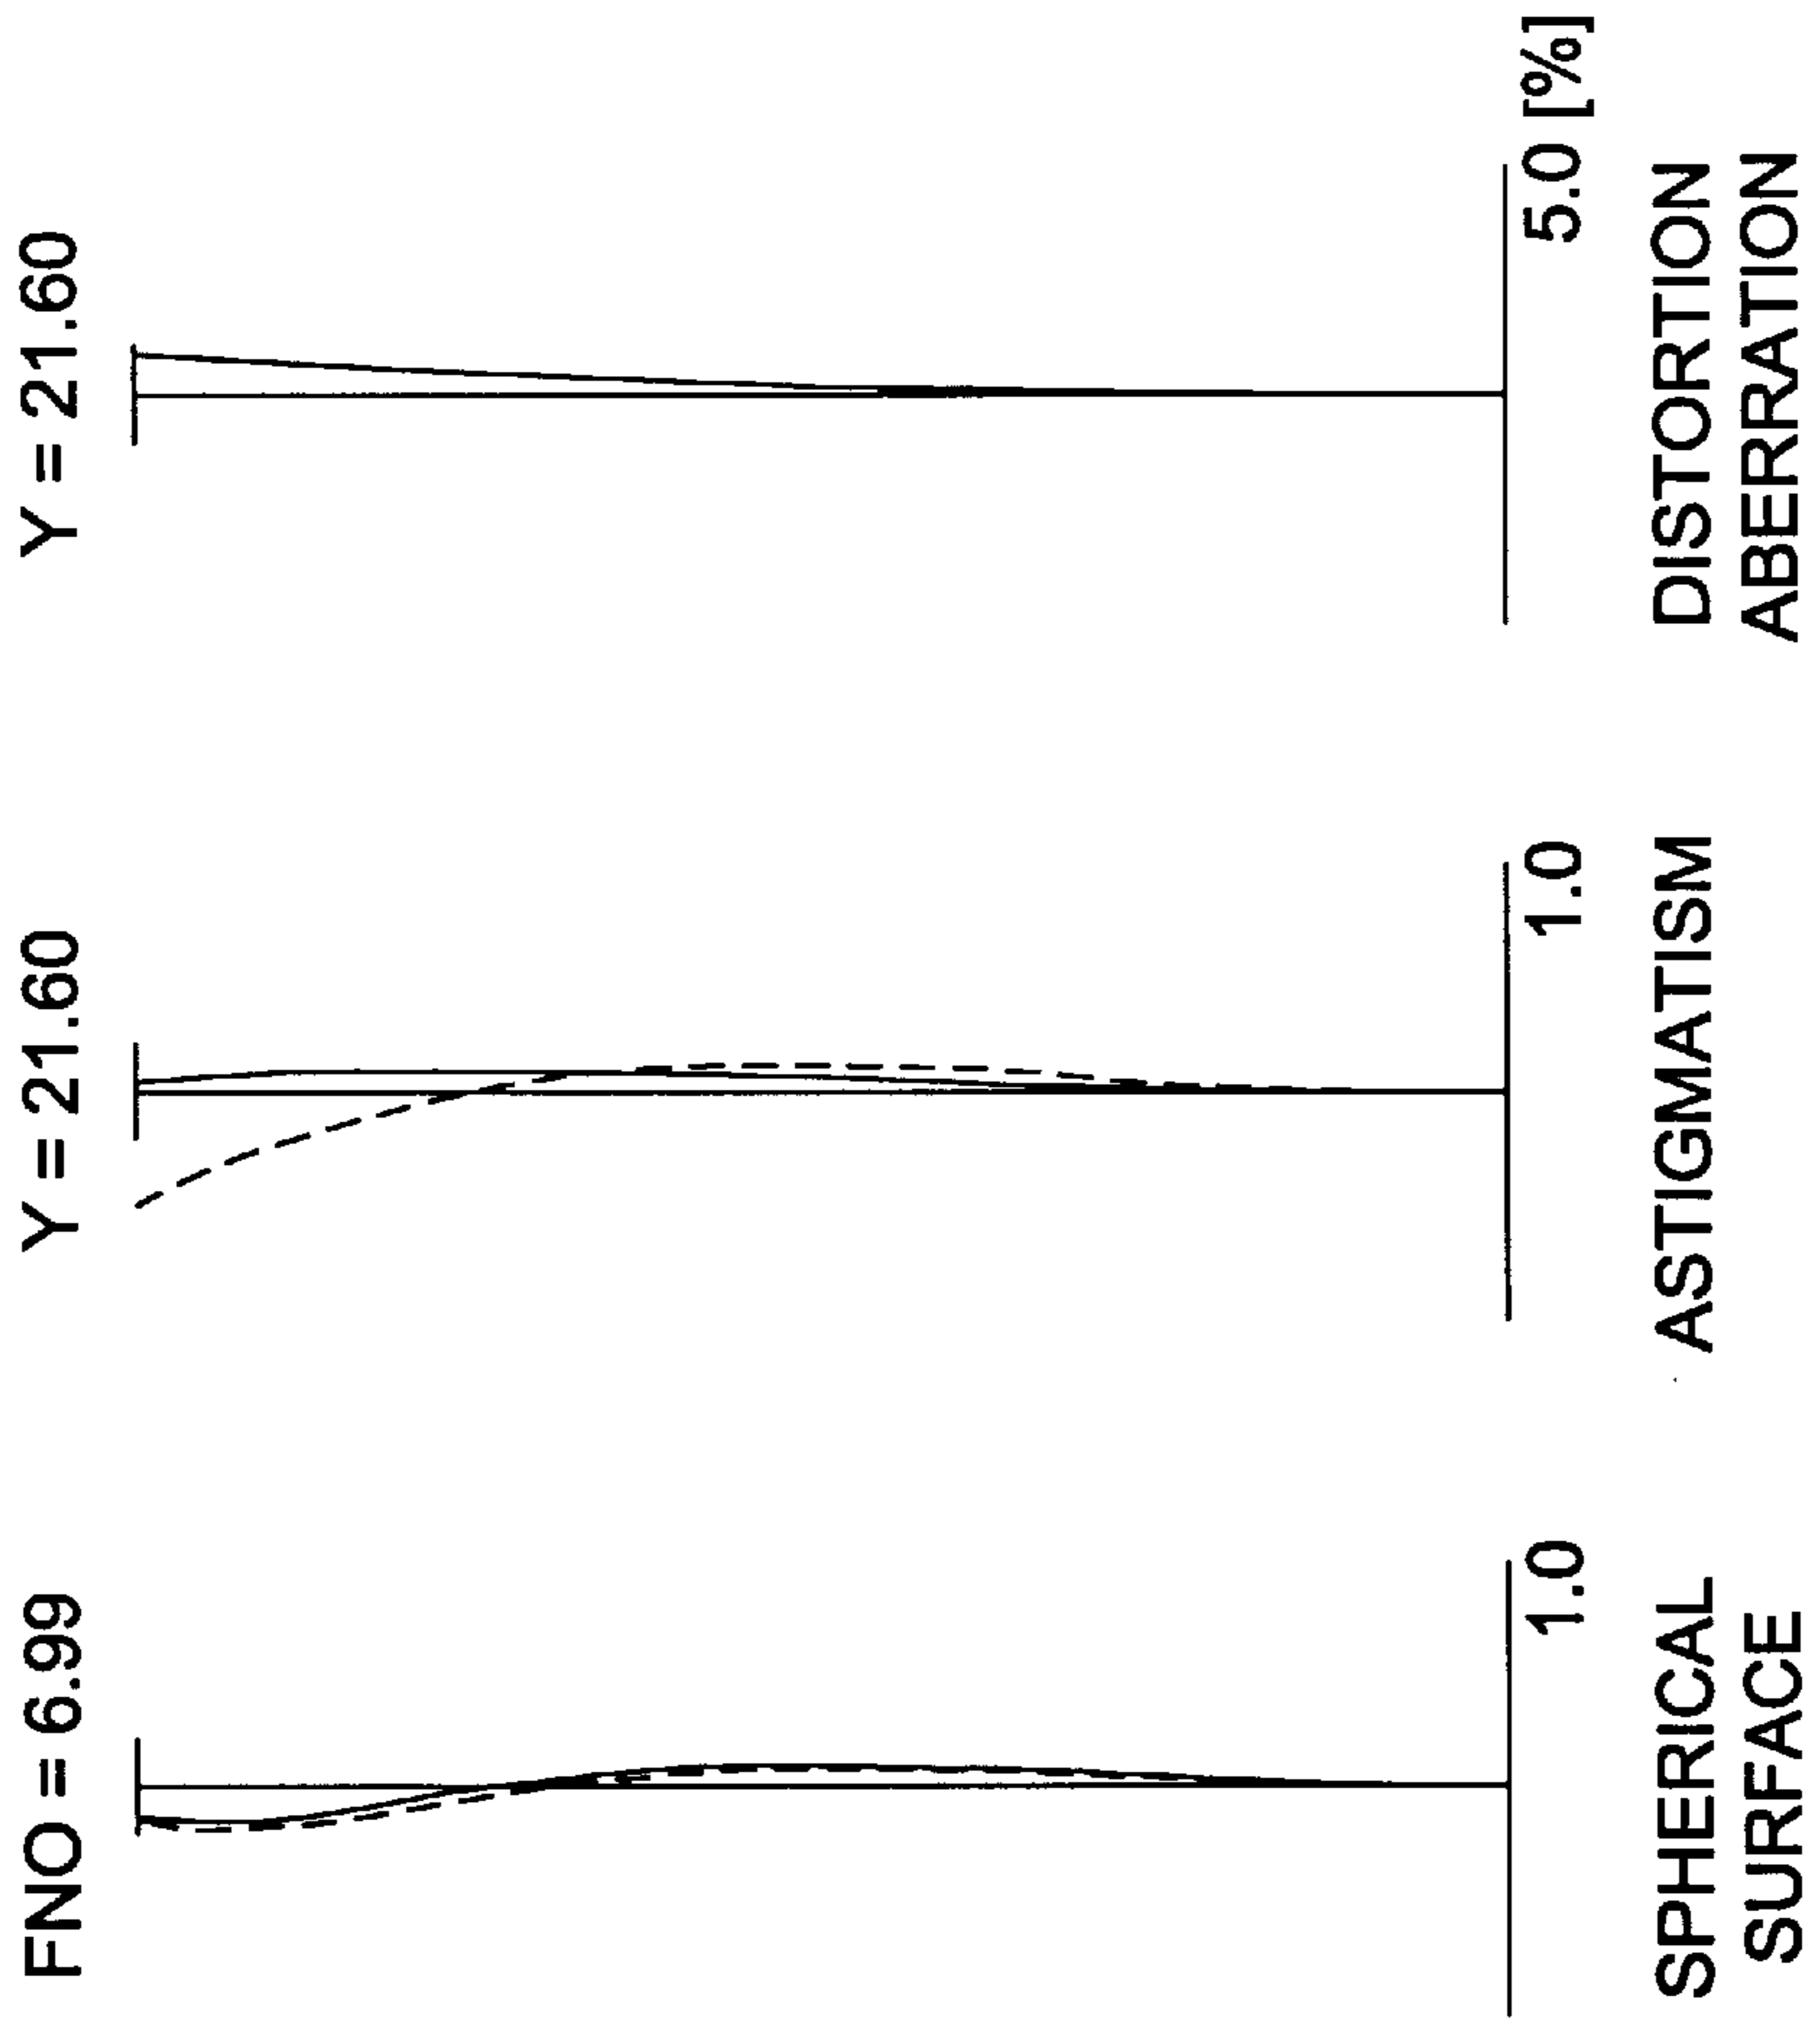 FNO = 6.99
1.0
SPHERICAL
SURFACE
Y = 21.60
1.0
ASTIGMATISM
Y = 21.60
5.0 [%]
DISTORTION
ABERRATION